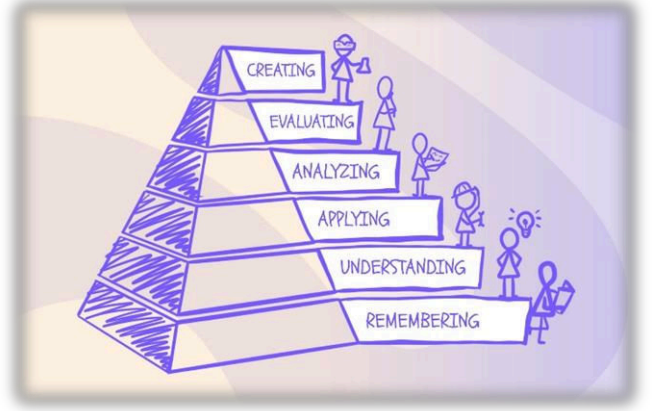 CREATING
EVALUATING
ANALYZING
APPLYING
UNDERSTANDING
REMEMBERING